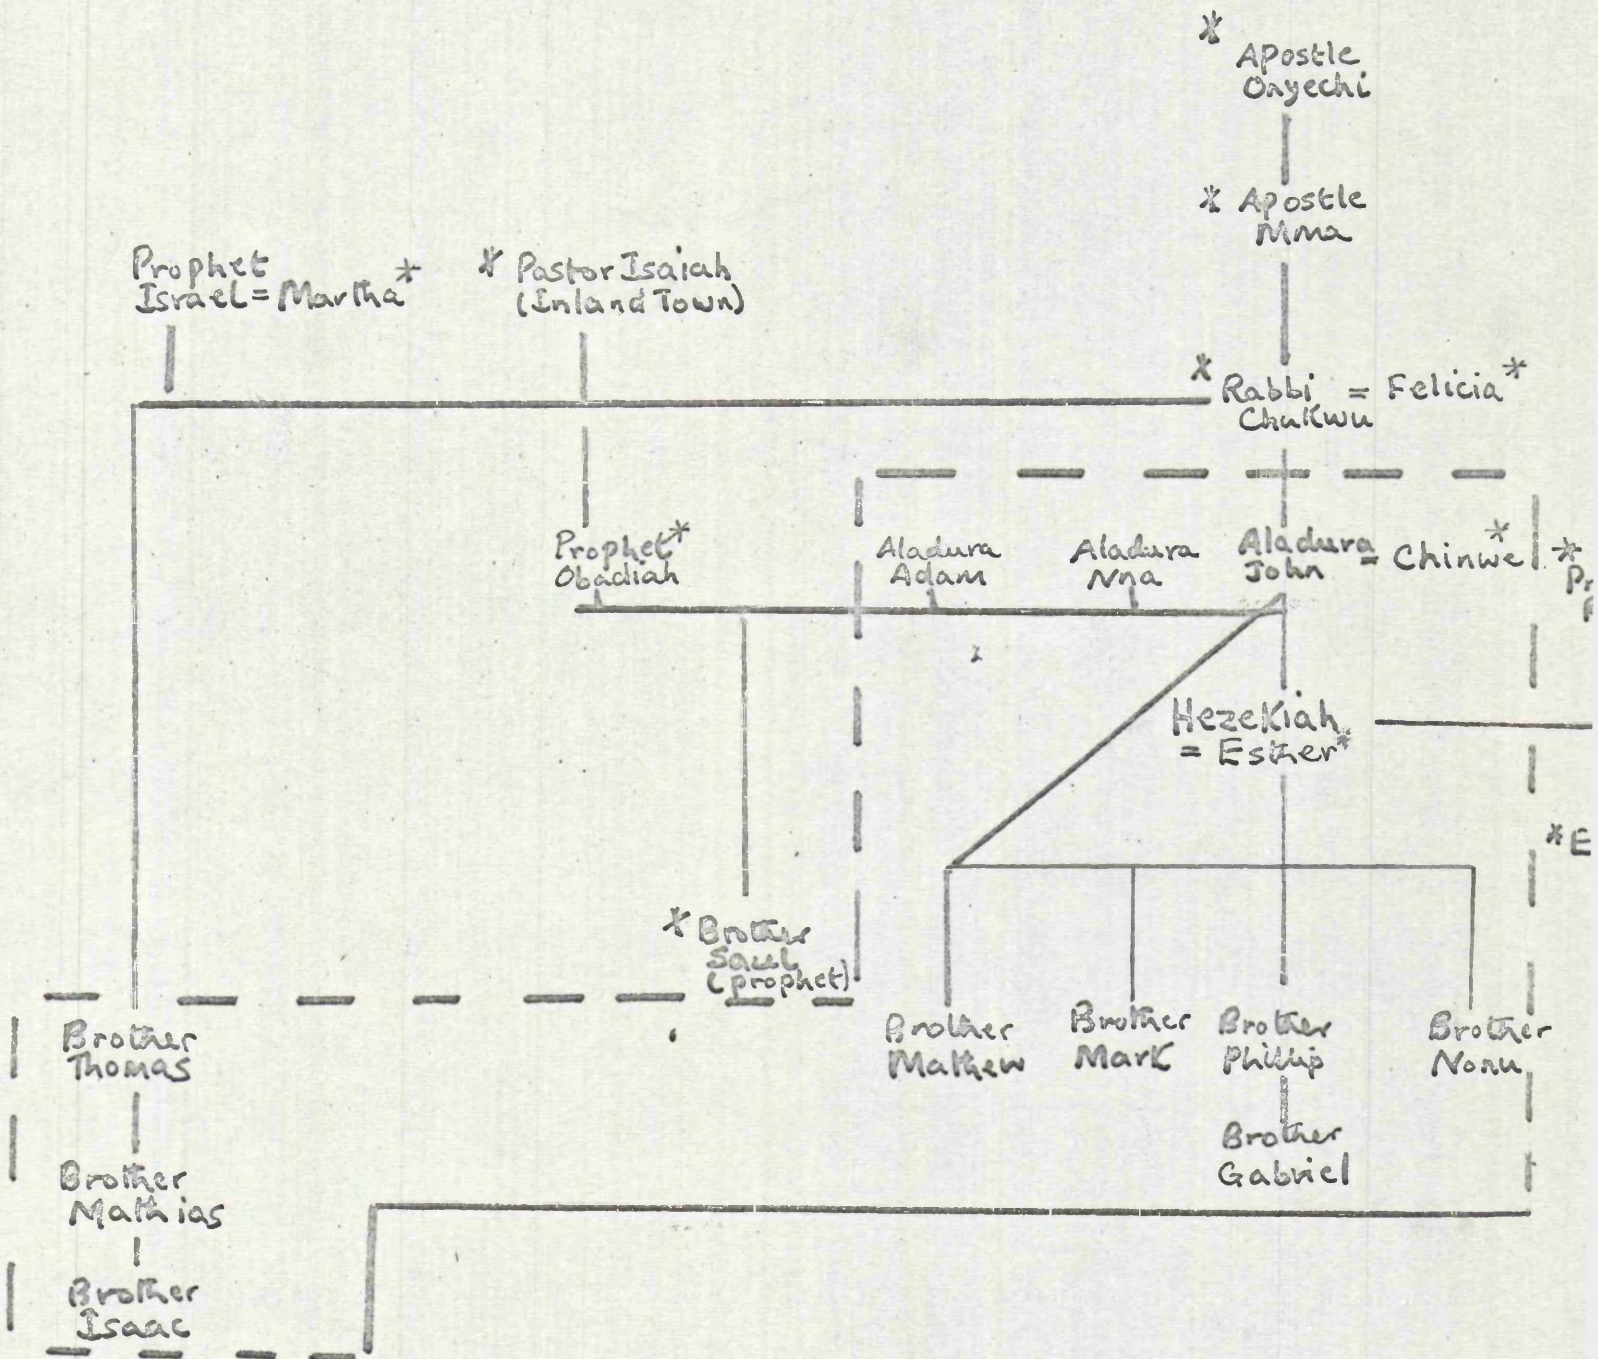 *
Apostle
Onyechi
* Apostle
Mma
Prophet
Israel = Martha*
* Pastor Isaiah
(Inland Town)
* Rabbi = Felicia*
Chukwu
Prophet*
Obadiah
Aladura
Adam
Aladura
Nna
Aladura = Chinwe*
John
*
Hezekiah
= Esther*
*E
* Brother
Saul
(prophet)
Brother
Thomas
Brother
Mathew
Brother
Mark
Brother
Phillip
Brother
Nonu
Brother
Gabriel
Brother
Mathias
Brother
Isaac